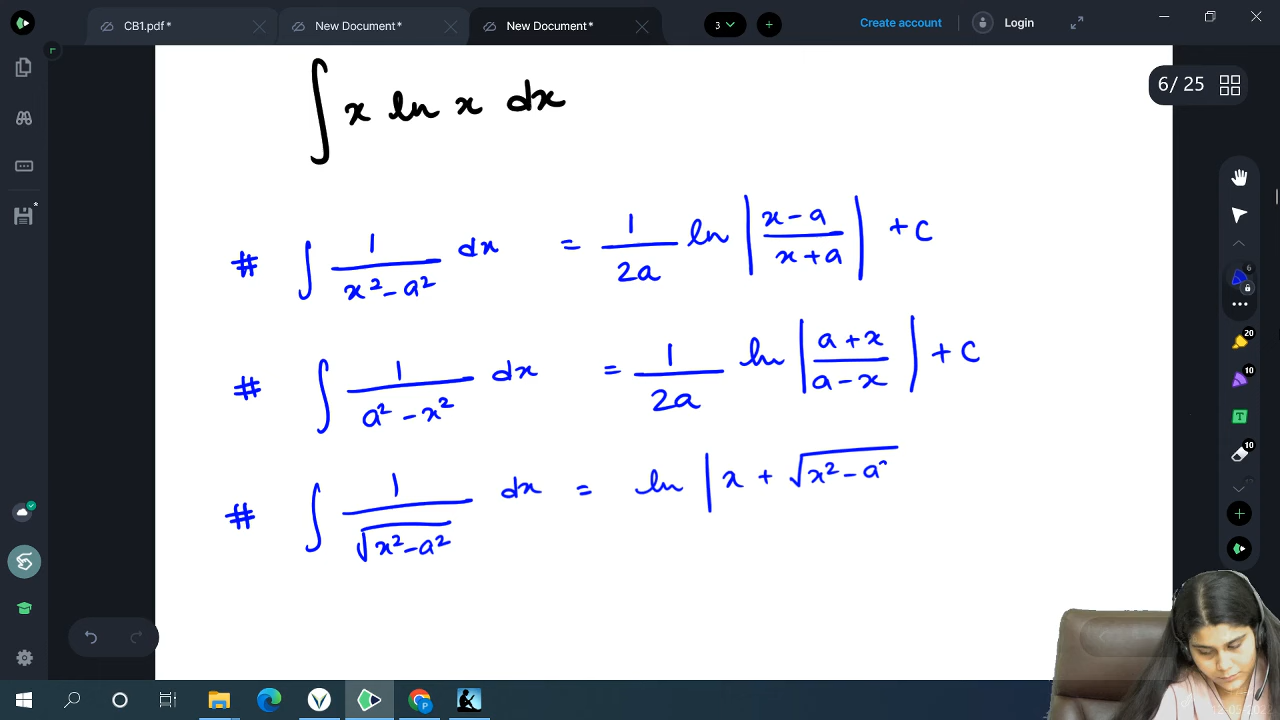 CB1.pdf* New Document* New Document* 3 Create account Login
6/ 25
∫ x ln x dx
# ∫ 1/(x²-a²) dx = 1/2a ln |x-a/x+a| + c
# ∫ 1/(a²-x²) dx = 1/2a ln |a+x/a-x| + c
# ∫ 1/√(x²-a²) dx = ln |x + √(x²-a²)
6
20
10
T
10